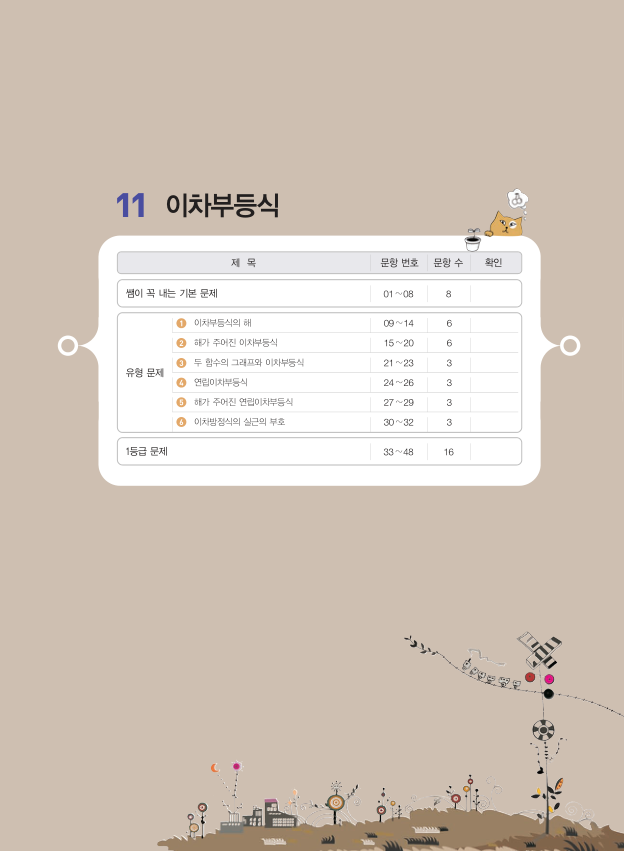 11 이차부등식
제 목 문항 번호 문항 수 확인
쌤이 꼭 내는 기본 문제 01~08 8
유형 문제
1 이차부등식의 해 09~14 6
2 해가 주어진 이차부등식 15~20 6
3 두 함수의 그래프와 이차부등식 21~23 3
4 연립이차부등식 24~26 3
5 해가 주어진 연립이차부등식 27~29 3
6 이차방정식의 실근의 부호 30~32 3
1등급 문제 33~48 16